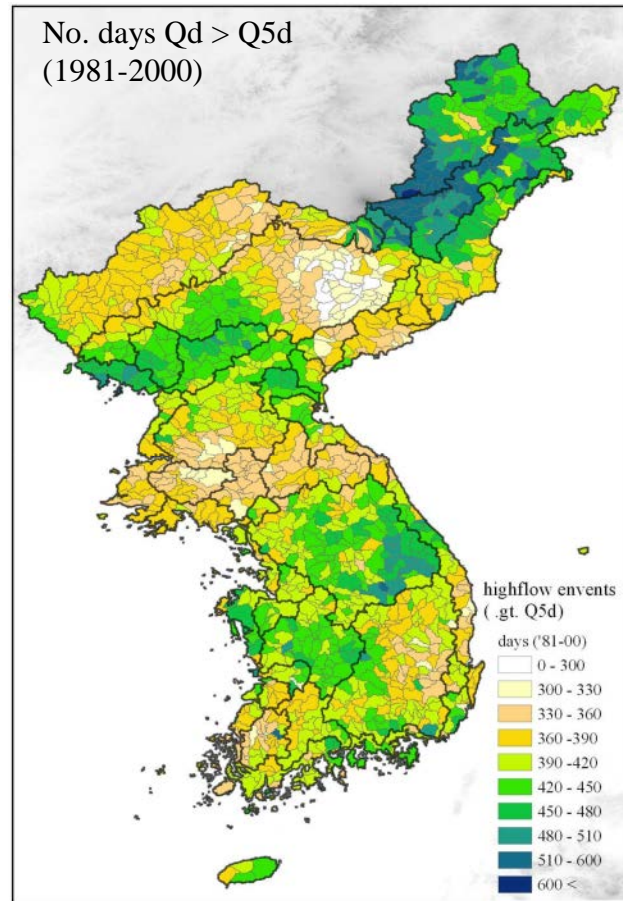 No. days Qd > Q5d
(1981-2000)
highflow envents
( .gt. Q5d)
days ('81-00)
0 - 300
300 - 330
330 - 360
360 -390
390 -420
420 - 450
450 - 480
480 - 510
510 - 600
600 <